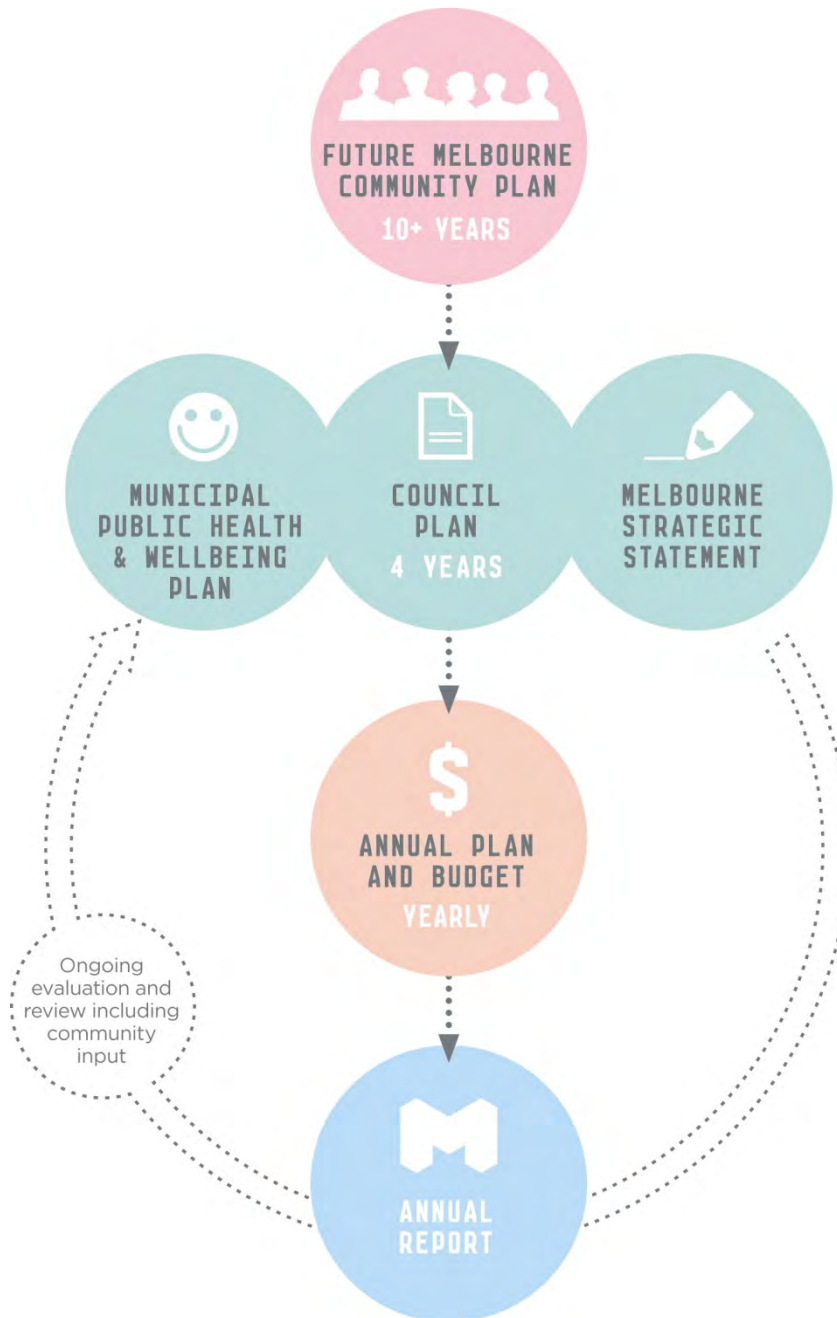 FUTURE MELBOURNE
COMMUNITY PLAN
10+ YEARS
MUNICIPAL
PUBLIC HEALTH
& WELLBEING
PLAN
COUNCIL
PLAN
4 YEARS
MELBOURNE
STRATEGIC
STATEMENT
$
ANNUAL PLAN
AND BUDGET
YEARLY
Ongoing
evaluation and
review including
community
input
M
ANNUAL
REPORT